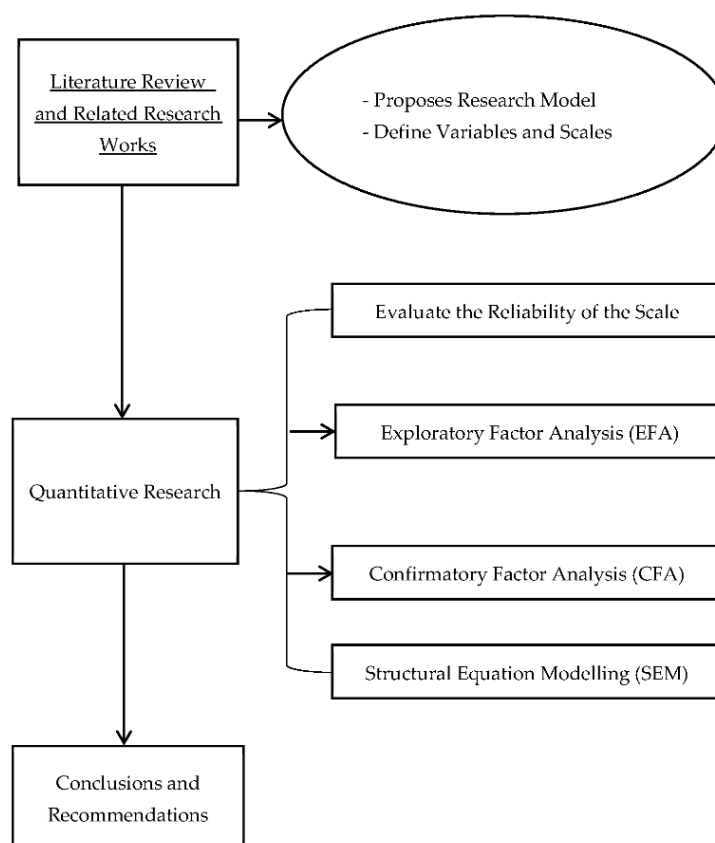 Literature Review
and Related Research
Works
- Proposes Research Model
- Define Variables and Scales
Evaluate the Reliability of the Scale
Exploratory Factor Analysis (EFA)
Quantitative Research
Confirmatory Factor Analysis (CFA)
Structural Equation Modelling (SEM)
Conclusions and
Recommendations